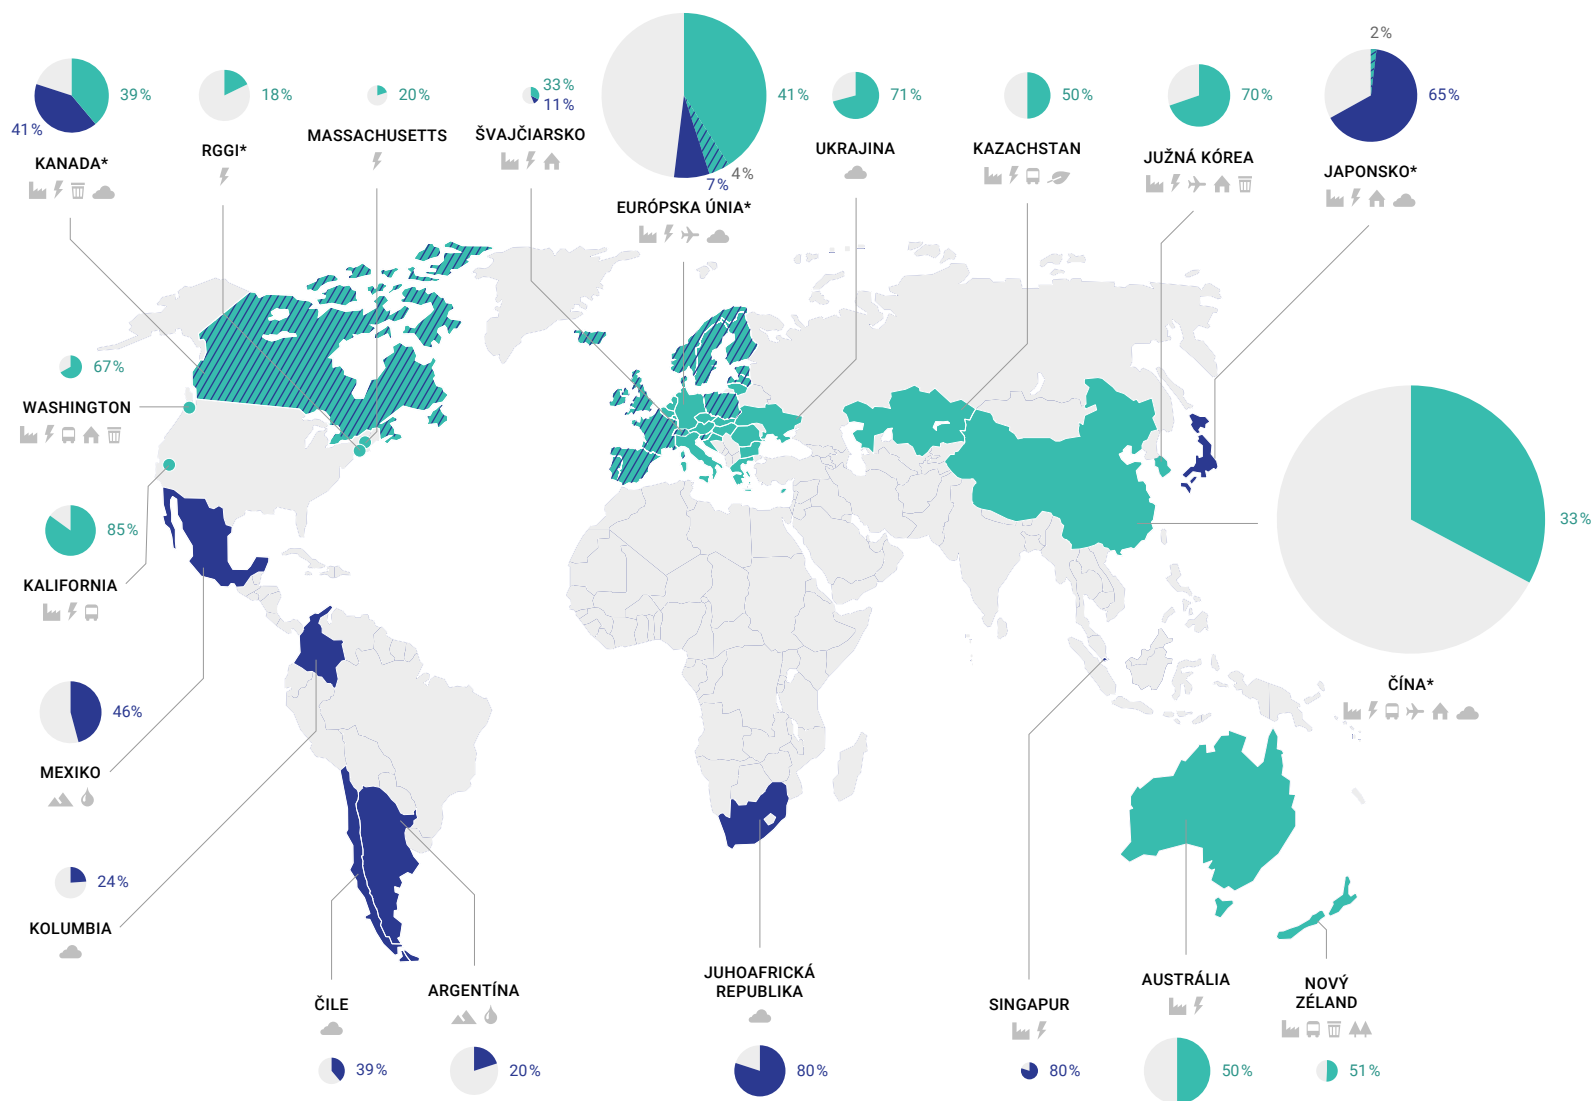 2%
39%
41%
KANADA*
18%
RGGI*
20%
MASSACHUSETTS
33%
11%
ŠVAJČIARSKO
41%
4%
7%
EURÓPSKA ÚNIA*
71%
UKRAJINA
50%
KAZACHSTAN
70%
JUŽNÁ KÓREA
65%
JAPONSKO*
67%
WASHINGTON
85%
KALIFORNIA
33%
ČÍNA*
46%
MEXIKO
24%
KOLUMBIA
ČILE
39%
ARGENTÍNA
20%
JUHOAFRICKÁ
REPUBLIKA
80%
SINGAPUR
80%
AUSTRÁLIA
50%
NOVÝ
ZÉLAND
51%